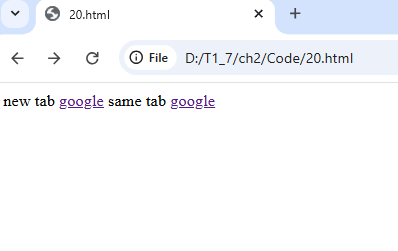 20.html
File D:/T1_7/ch2/Code/20.html
new tab google same tab google